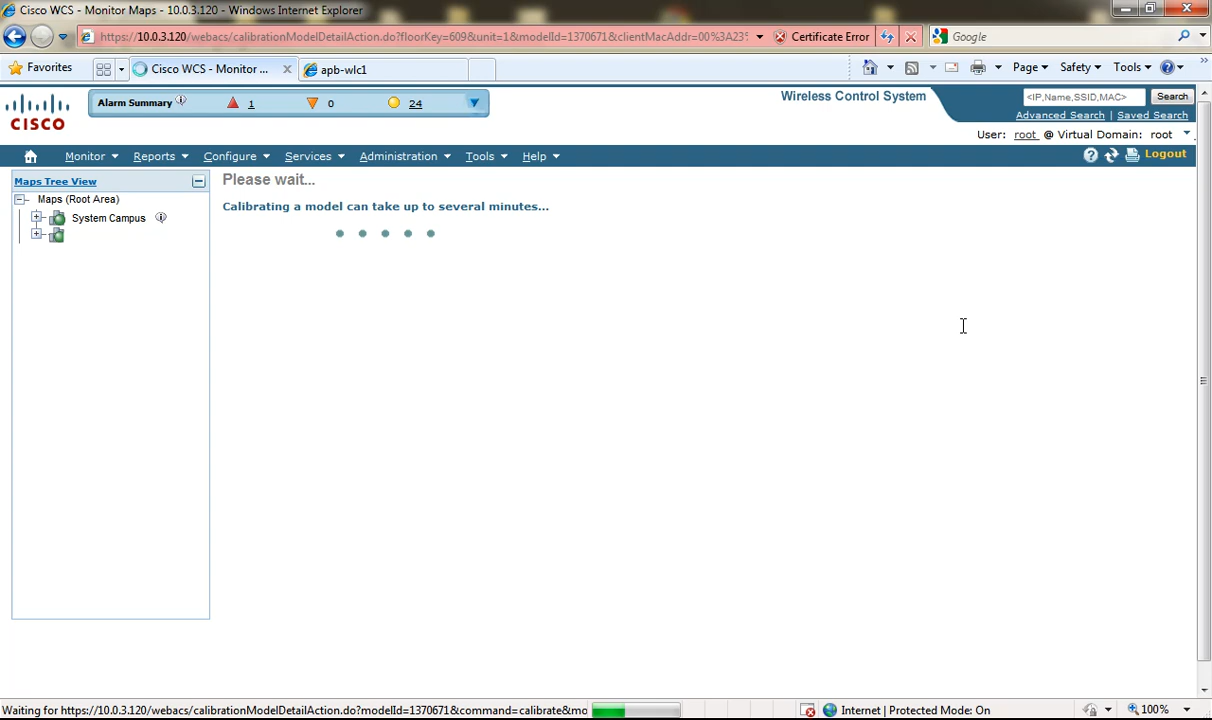 Cisco WCS - Monitor Maps - 10.0.3.120 - Windows Internet Explorer
https://10.0.3.120/webacs/calibrationModelDetailAction.do?floorKey=609&unit=1&modelId=1370671&clientMacAddr=00%3A23% Certificate Error Google
Favorites Cisco WCS - Monitor ... apb-wlc1 Page Safety Tools
CISCO
Alarm Summary 1 0 24
Wireless Control System
<IP,Name,SSID,MAC> Search
Advanced Search | Saved Search
User: root @ Virtual Domain: root
Monitor Reports Configure Services Administration Tools Help Logout
Maps Tree View
Maps (Root Area)
System Campus
Please wait...
Calibrating a model can take up to several minutes...
Waiting for https://10.0.3.120/webacs/calibrationModelDetailAction.do?modelId=1370671&command=calibrate&mo Internet | Protected Mode: On 100%